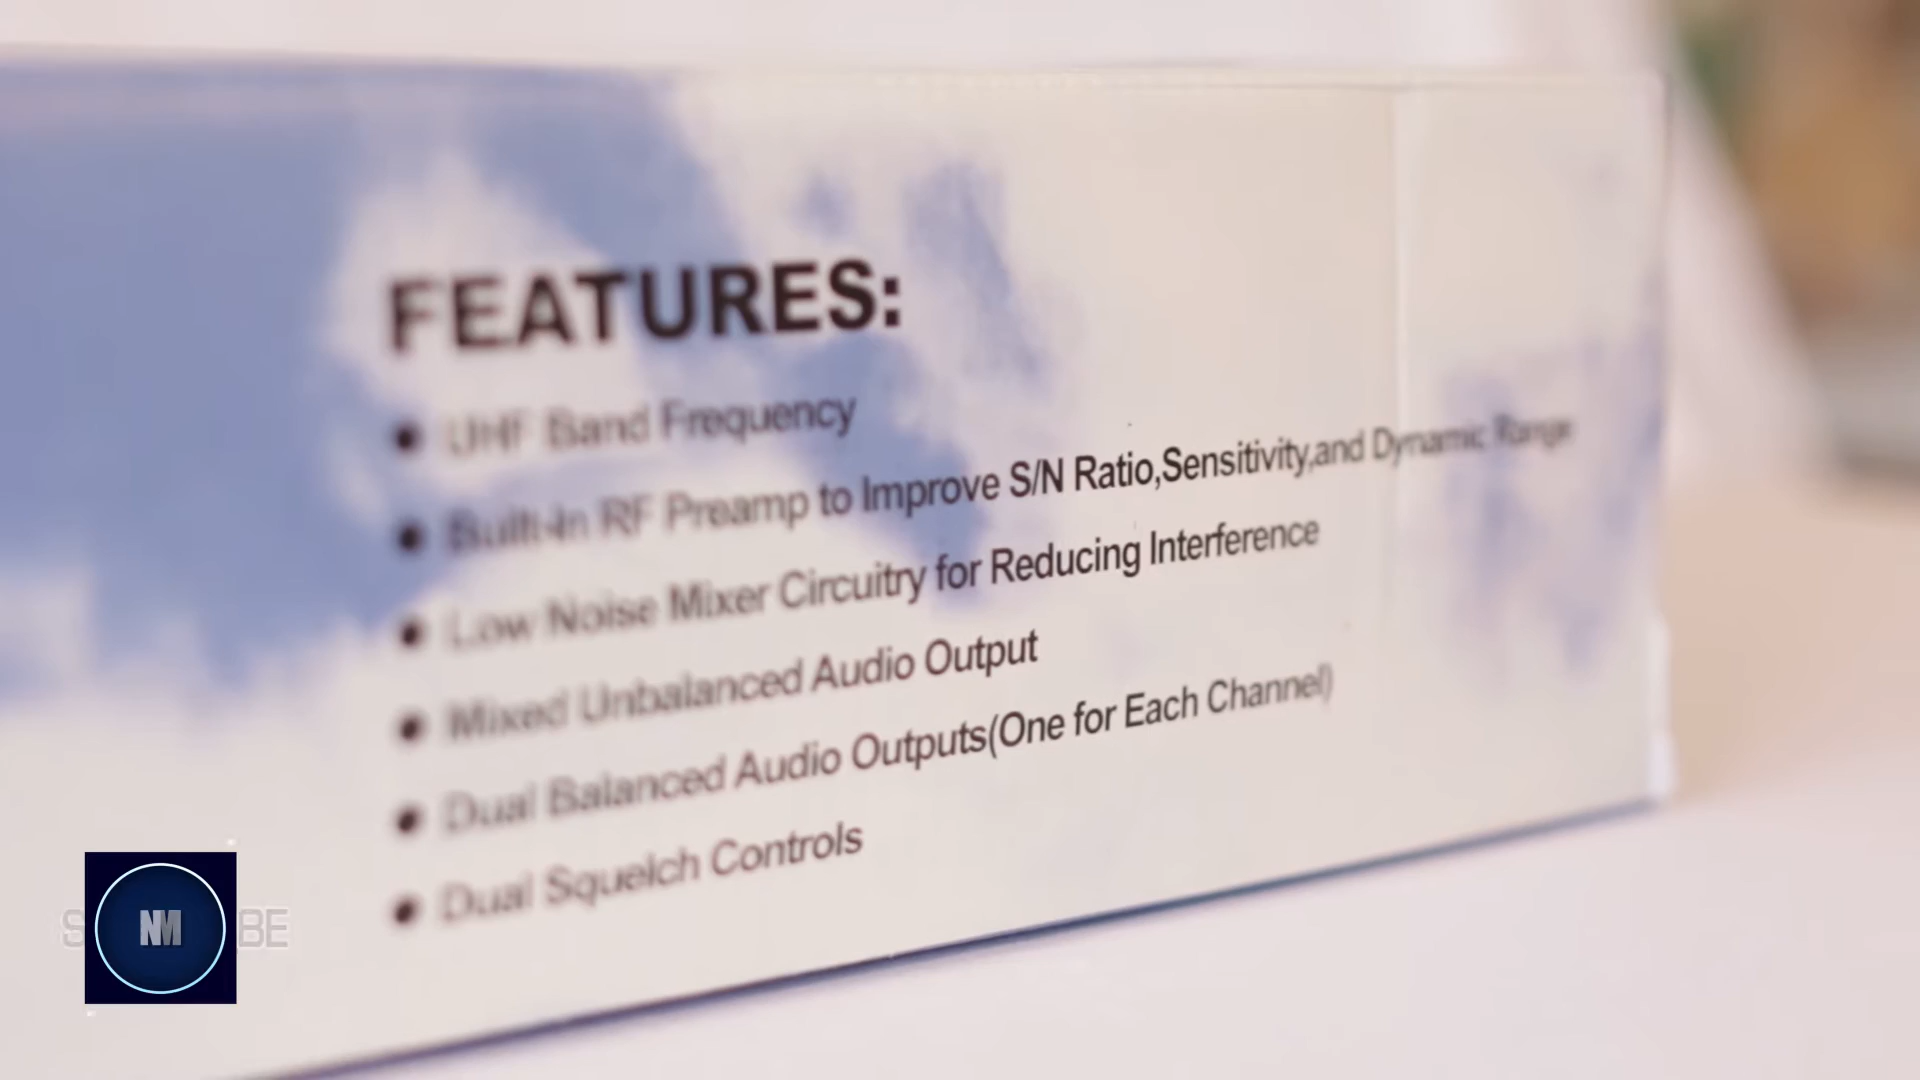 FEATURES:
● UHF Band Frequency
● Built-in RF Preamp to Improve S/N Ratio,Sensitivity,and Dynamic Range
● Low Noise Mixer Circuitry for Reducing Interference
● Mixed Unbalanced Audio Output
● Dual Balanced Audio Outputs(One for Each Channel)
● Dual Squelch Controls
S
NM
BE